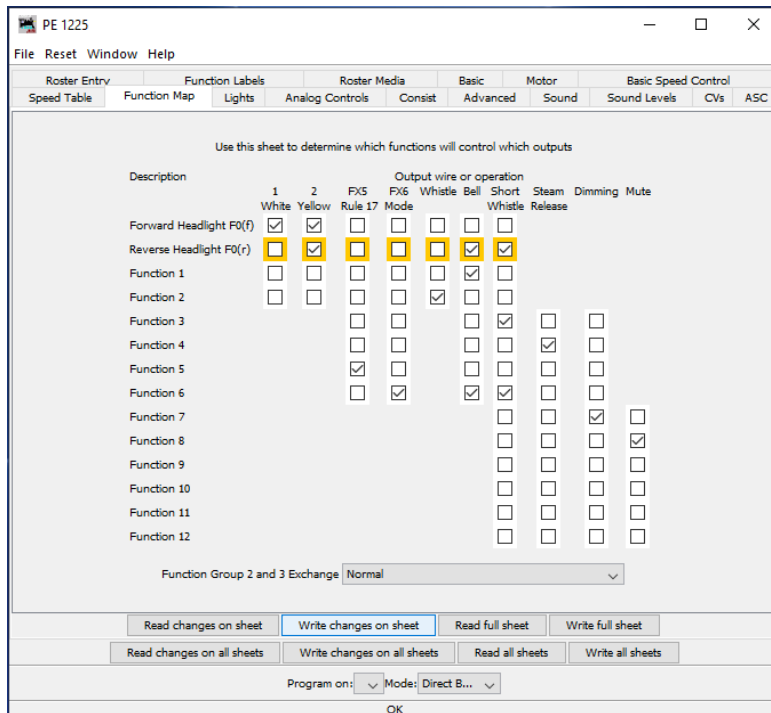 PE 1225
File Reset Window Help
Roster Entry Function Labels Roster Media Basic Motor Basic Speed Control
Speed Table Function Map Lights Analog Controls Consist Advanced Sound Sound Levels CVs ASC
Use this sheet to determine which functions will control which outputs
Description Output wire or operation
1 2 FX5 FX6 Whistle Bell Short Steam Dimming Mute
White Yellow Rule 17 Mode Whistle Release
Forward Headlight F0(f)
Reverse Headlight F0(r)
Function 1
Function 2
Function 3
Function 4
Function 5
Function 6
Function 7
Function 8
Function 9
Function 10
Function 11
Function 12
Function Group 2 and 3 Exchange Normal
Read changes on sheet Write changes on sheet Read full sheet Write full sheet
Read changes on all sheets Write changes on all sheets Read all sheets Write all sheets
Program on: Mode: Direct B...
OK